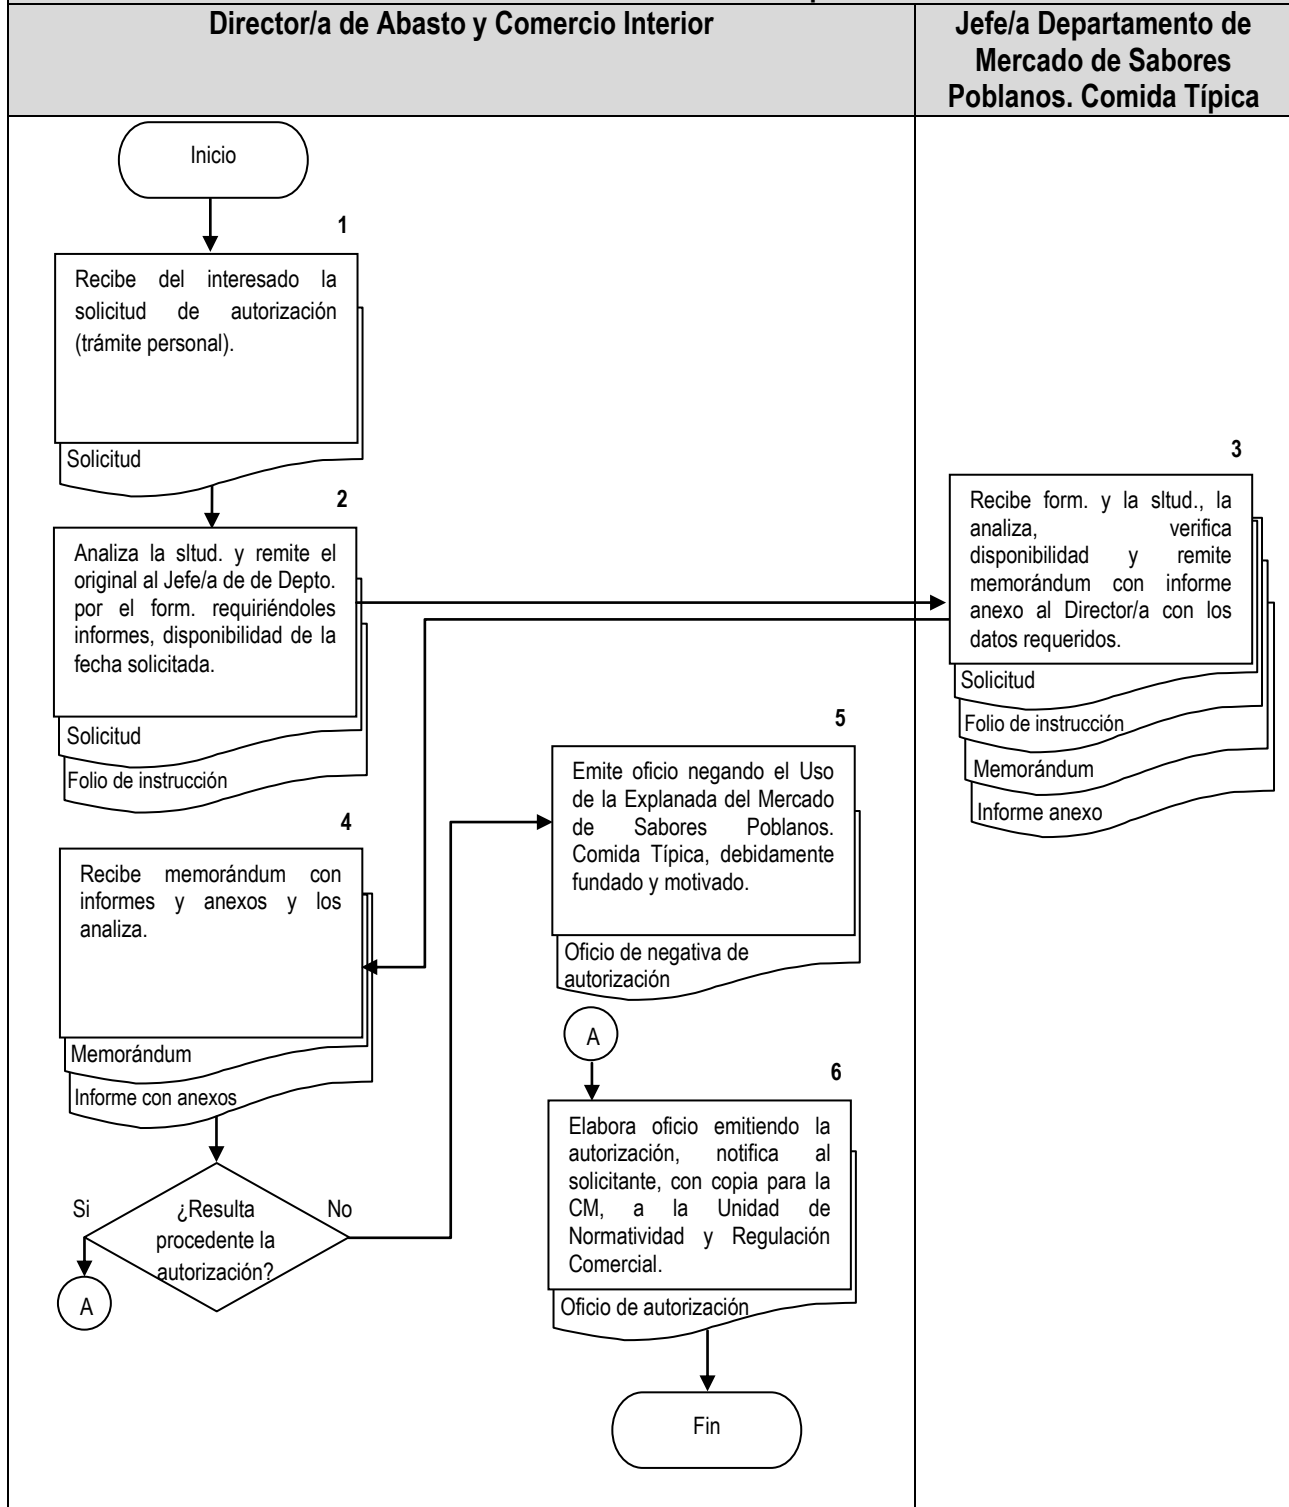 Director/a de Abasto y Comercio Interior
Jefe/a Departamento de
Mercado de Sabores
Poblanos. Comida Típica
Inicio
1
Recibe del interesado la
solicitud de autorización
(trámite personal).
Solicitud
2
Analiza la sltud. y remite el
original al Jefe/a de de Depto.
por el form. requiriéndoles
informes, disponibilidad de la
fecha solicitada.
Solicitud
Folio de instrucción
3
Recibe form. y la sltud., la
analiza, verifica
disponibilidad y remite
memorándum con informe
anexo al Director/a con los
datos requeridos.
Solicitud
Folio de instrucción
Memorándum
Informe anexo
4
Recibe memorándum con
informes y anexos y los
analiza.
Memorándum
Informe con anexos
Si
¿Resulta
procedente la
autorización?
No
A
5
Emite oficio negando el Uso
de la Explanada del Mercado
de Sabores Poblanos.
Comida Típica, debidamente
fundado y motivado.
Oficio de negativa de
autorización
A
6
Elabora oficio emitiendo la
autorización, notifica al
solicitante, con copia para la
CM, a la Unidad de
Normatividad y Regulación
Comercial.
Oficio de autorización
Fin